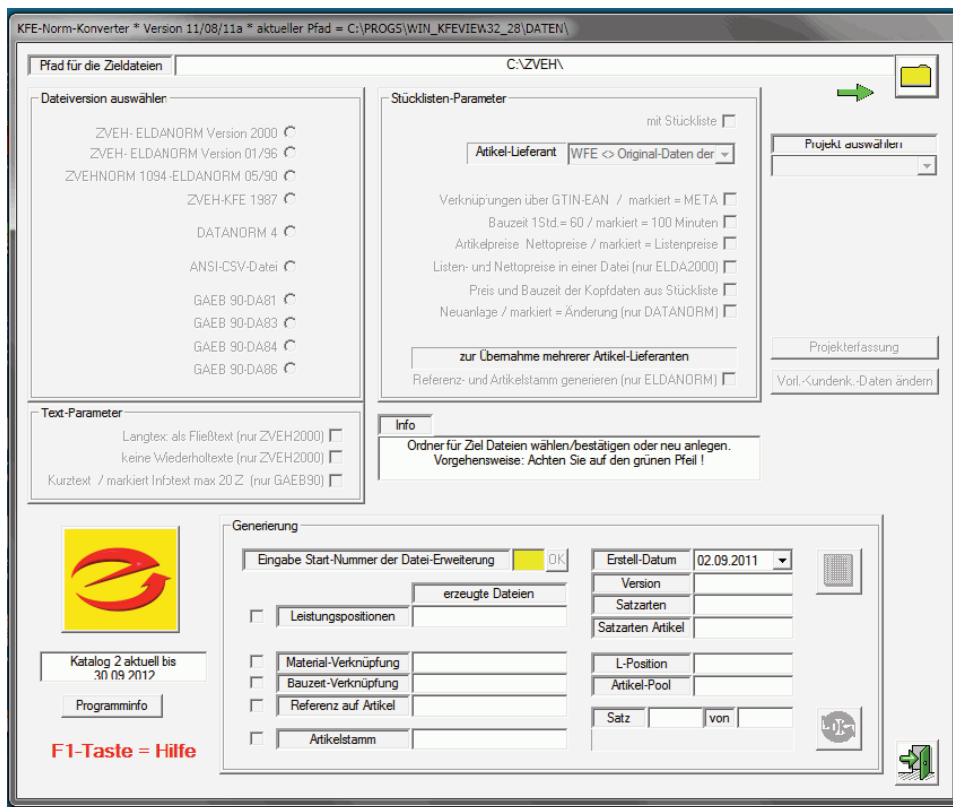 KFE-Norm-Konverter * Version 11/08/11a * aktueller Pfad = C:\PROGS\WIN_KFEVIEW32_28\DATEN\
Pfad für die Zieldateien
C:\ZVEH\
Dateiversion auswählen
ZVEH- ELDANORM Version 2000
ZVEH- ELDANORM Version 01/96
ZVEHNORM 1094-ELDANORM 05/90
ZVEH-KFE 1987
DATANORM 4
ANSI-CSV-Datei
GAEB 90-DA81
GAEB 90-DA83
GAEB 90-DA84
GAEB 90-DA86
Stücklisten-Parameter
mit Stückliste
Artikel-Lieferant WFE <> Original-Daten der
Verknüpfungen über GTIN-EAN / markiert = META
Bauzeit 1Std.= 60 / markiert = 100 Minuten
Artikelpreise Nettopreise / markiert = Listenpreise
Listen- und Nettopreise in einer Datei (nur ELDA2000)
Preis und Bauzeit der Kopfdaten aus Stückliste
Neuanlage / markiert = Änderung (nur DATANORM)
zur Übernahme mehrerer Artikel-Lieferanten
Referenz- und Artikelstamm generieren (nur ELDANORM)
Projekt auswählen
Projekterfassung
Vorl.-Kundenk.-Daten ändern
Text-Parameter
Langtext als Fließtext (nur ZVEH2000)
keine Wiederholtexte (nur ZVEH2000)
Kurztext / markiert Infotext max 20 Z (nur GAEB90)
Info
Ordner für Ziel Dateien wählen/bestätigen oder neu anlegen.
Vorgehensweise: Achten Sie auf den grünen Pfeil !
Katalog 2 aktuell bis
30.09.2012
Programminfo
F1-Taste = Hilfe
Generierung
Eingabe Start-Nummer der Datei-Erweiterung OK
erzeugte Dateien
Leistungspositionen
Material-Verknüpfung
Bauzeit-Verknüpfung
Referenz auf Artikel
Artikelstamm
Erstell-Datum 02.09.2011
Version
Satzarten
Satzarten Artikel
L-Position
Artikel-Pool
Satz von